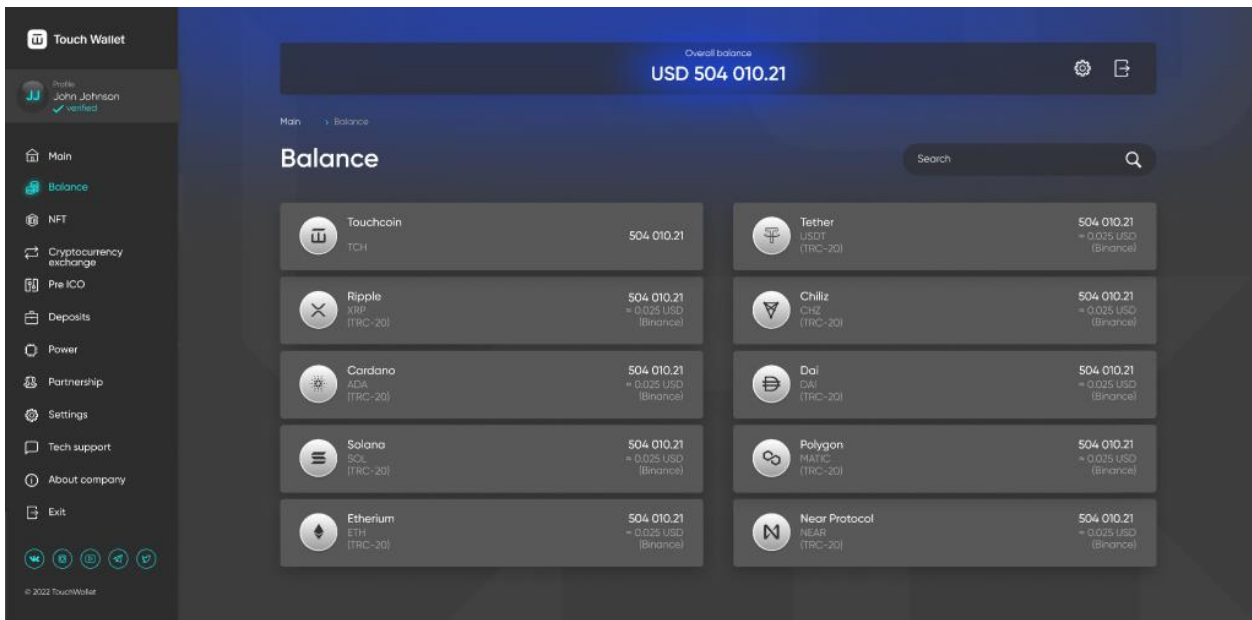 Touch Wallet
JJ
Profile
John Johnson
verified
Main
Balance
NFT
Cryptocurrency
exchange
Pre ICO
Deposits
Power
Partnership
Settings
Tech support
About company
Exit
© 2022 TouchWallet
Overall balance
USD 504 010.21
Main > Balance
Balance
Search
Touchcoin
TCH
504 010.21
Tether
USDT
(TRC-20)
504 010.21
≈ 0.025 USD
(Binance)
Ripple
XRP
(TRC-20)
504 010.21
≈ 0.025 USD
(Binance)
Chiliz
CHZ
(TRC-20)
504 010.21
≈ 0.025 USD
(Binance)
Cardano
ADA
(TRC-20)
504 010.21
≈ 0.025 USD
(Binance)
Dai
DAI
(TRC-20)
504 010.21
≈ 0.025 USD
(Binance)
Solana
SOL
(TRC-20)
504 010.21
≈ 0.025 USD
(Binance)
Polygon
MATIC
(TRC-20)
504 010.21
≈ 0.025 USD
(Binance)
Etherium
ETH
(TRC-20)
504 010.21
≈ 0.025 USD
(Binance)
Near Protocol
NEAR
(TRC-20)
504 010.21
≈ 0.025 USD
(Binance)